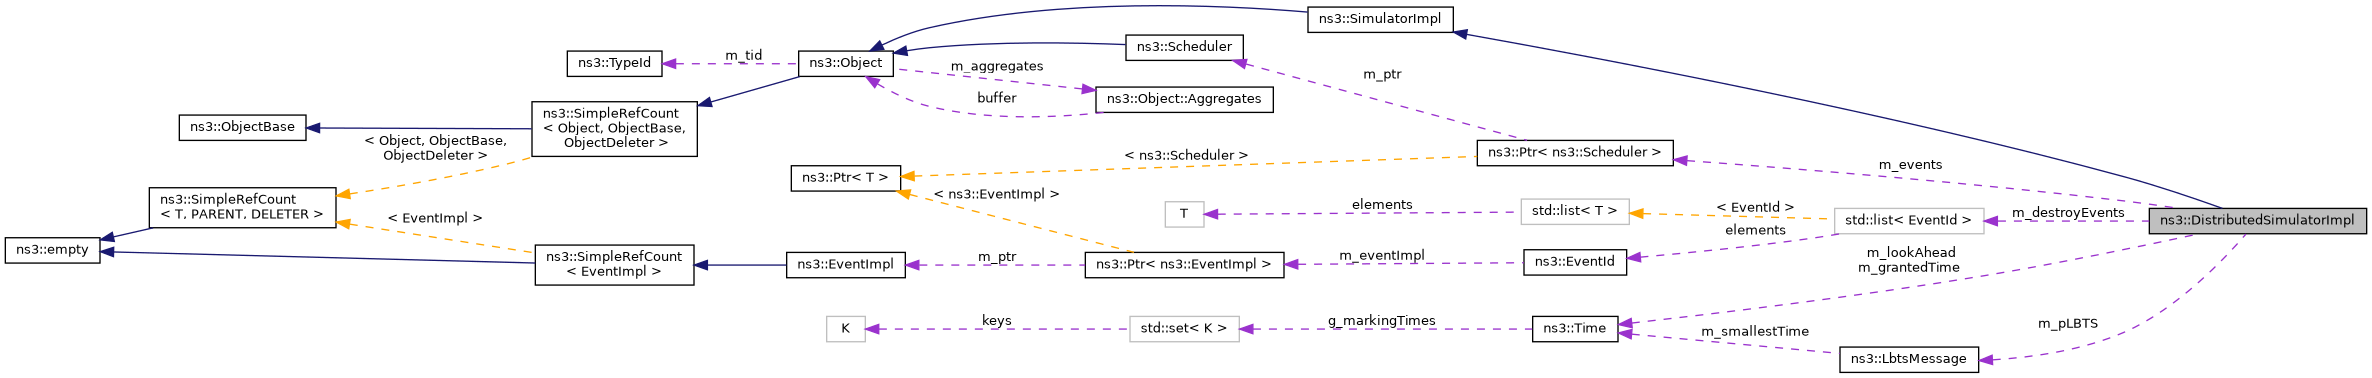 ns3::SimulatorImpl
ns3::Scheduler
m_tid
ns3::TypeId
ns3::Object
m_aggregates
m_ptr
buffer
ns3::Object::Aggregates
ns3::SimpleRefCount
< Object, ObjectBase,
ObjectDeleter >
ns3::ObjectBase
< Object, ObjectBase,
ObjectDeleter >
< ns3::Scheduler >
ns3::Ptr< ns3::Scheduler >
m_events
ns3::Ptr< T >
< ns3::EventImpl >
ns3::SimpleRefCount
< T, PARENT, DELETER >
< EventImpl >
T
elements
std::list< T >
< EventId >
std::list< EventId >
m_destroyEvents
ns3::DistributedSimulatorImpl
elements
ns3::empty
ns3::SimpleRefCount
< EventImpl >
ns3::EventImpl
m_ptr
ns3::Ptr< ns3::EventImpl >
m_eventImpl
ns3::EventId
m_lookAhead
m_grantedTime
K
keys
std::set< K >
g_markingTimes
ns3::Time
m_smallestTime
m_pLBTS
ns3::LbtsMessage